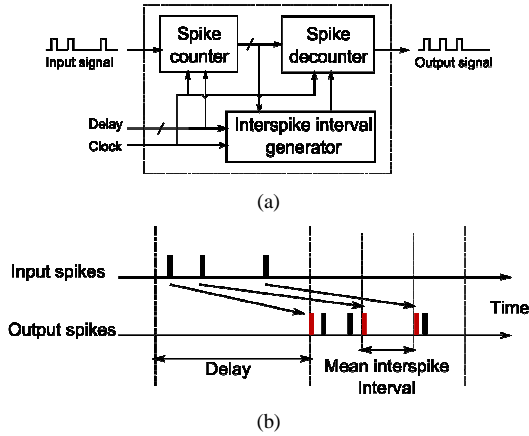 Spike
counter
Spike
decounter
Input signal
Output signal
Delay
Clock
Interspike interval
generator
(a)
Input spikes
Time
Output spikes
Delay
Mean interspike
Interval
(b)